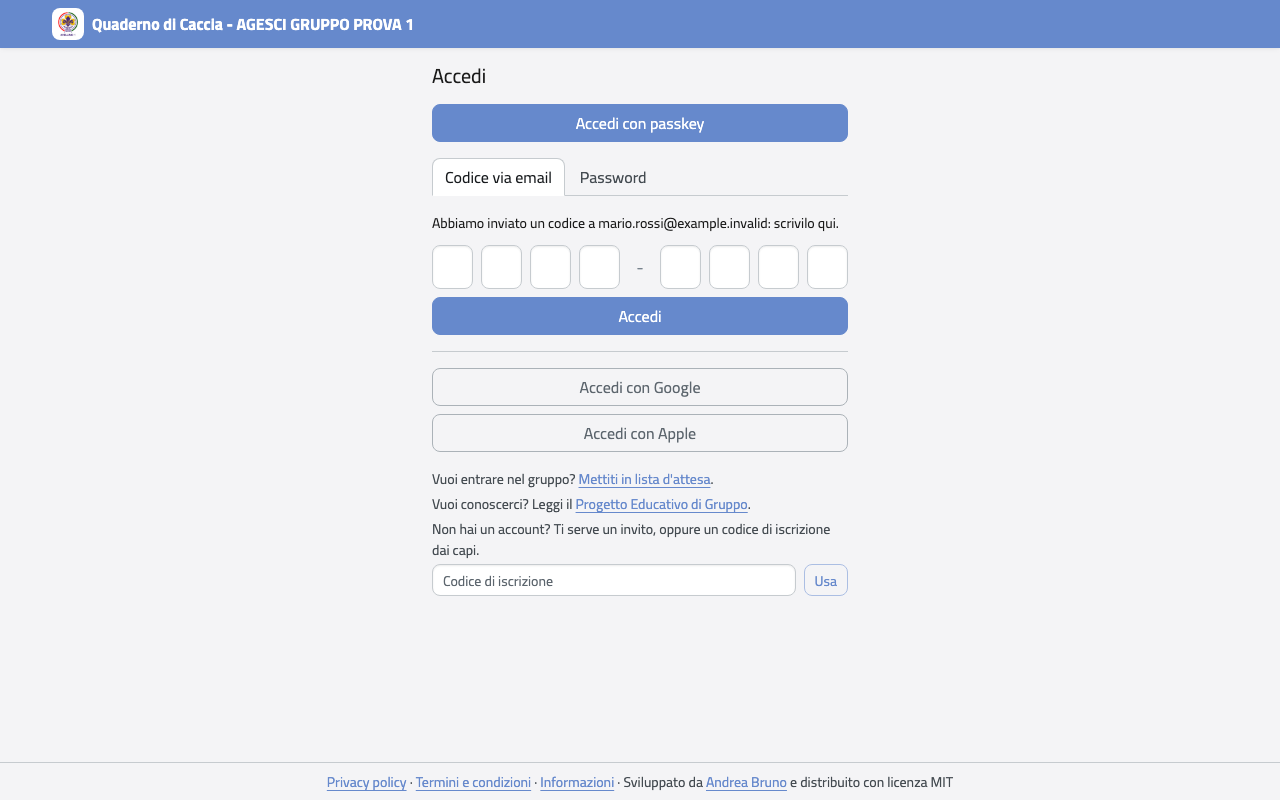 Quaderno di Caccia - AGESCI GRUPPO PROVA 1
Accedi
Accedi con passkey
Codice via email
Password
Abbiamo inviato un codice a mario.rossi@example.invalid: scrivilo qui.
-
Accedi
Accedi con Google
Accedi con Apple
Vuoi entrare nel gruppo? Mettiti in lista d'attesa.
Vuoi conoscerci? Leggi il Progetto Educativo di Gruppo.
Non hai un account? Ti serve un invito, oppure un codice di iscrizione
dai capi.
Codice di iscrizione
Usa
Privacy policy · Termini e condizioni · Informazioni · Sviluppato da Andrea Bruno e distribuito con licenza MIT